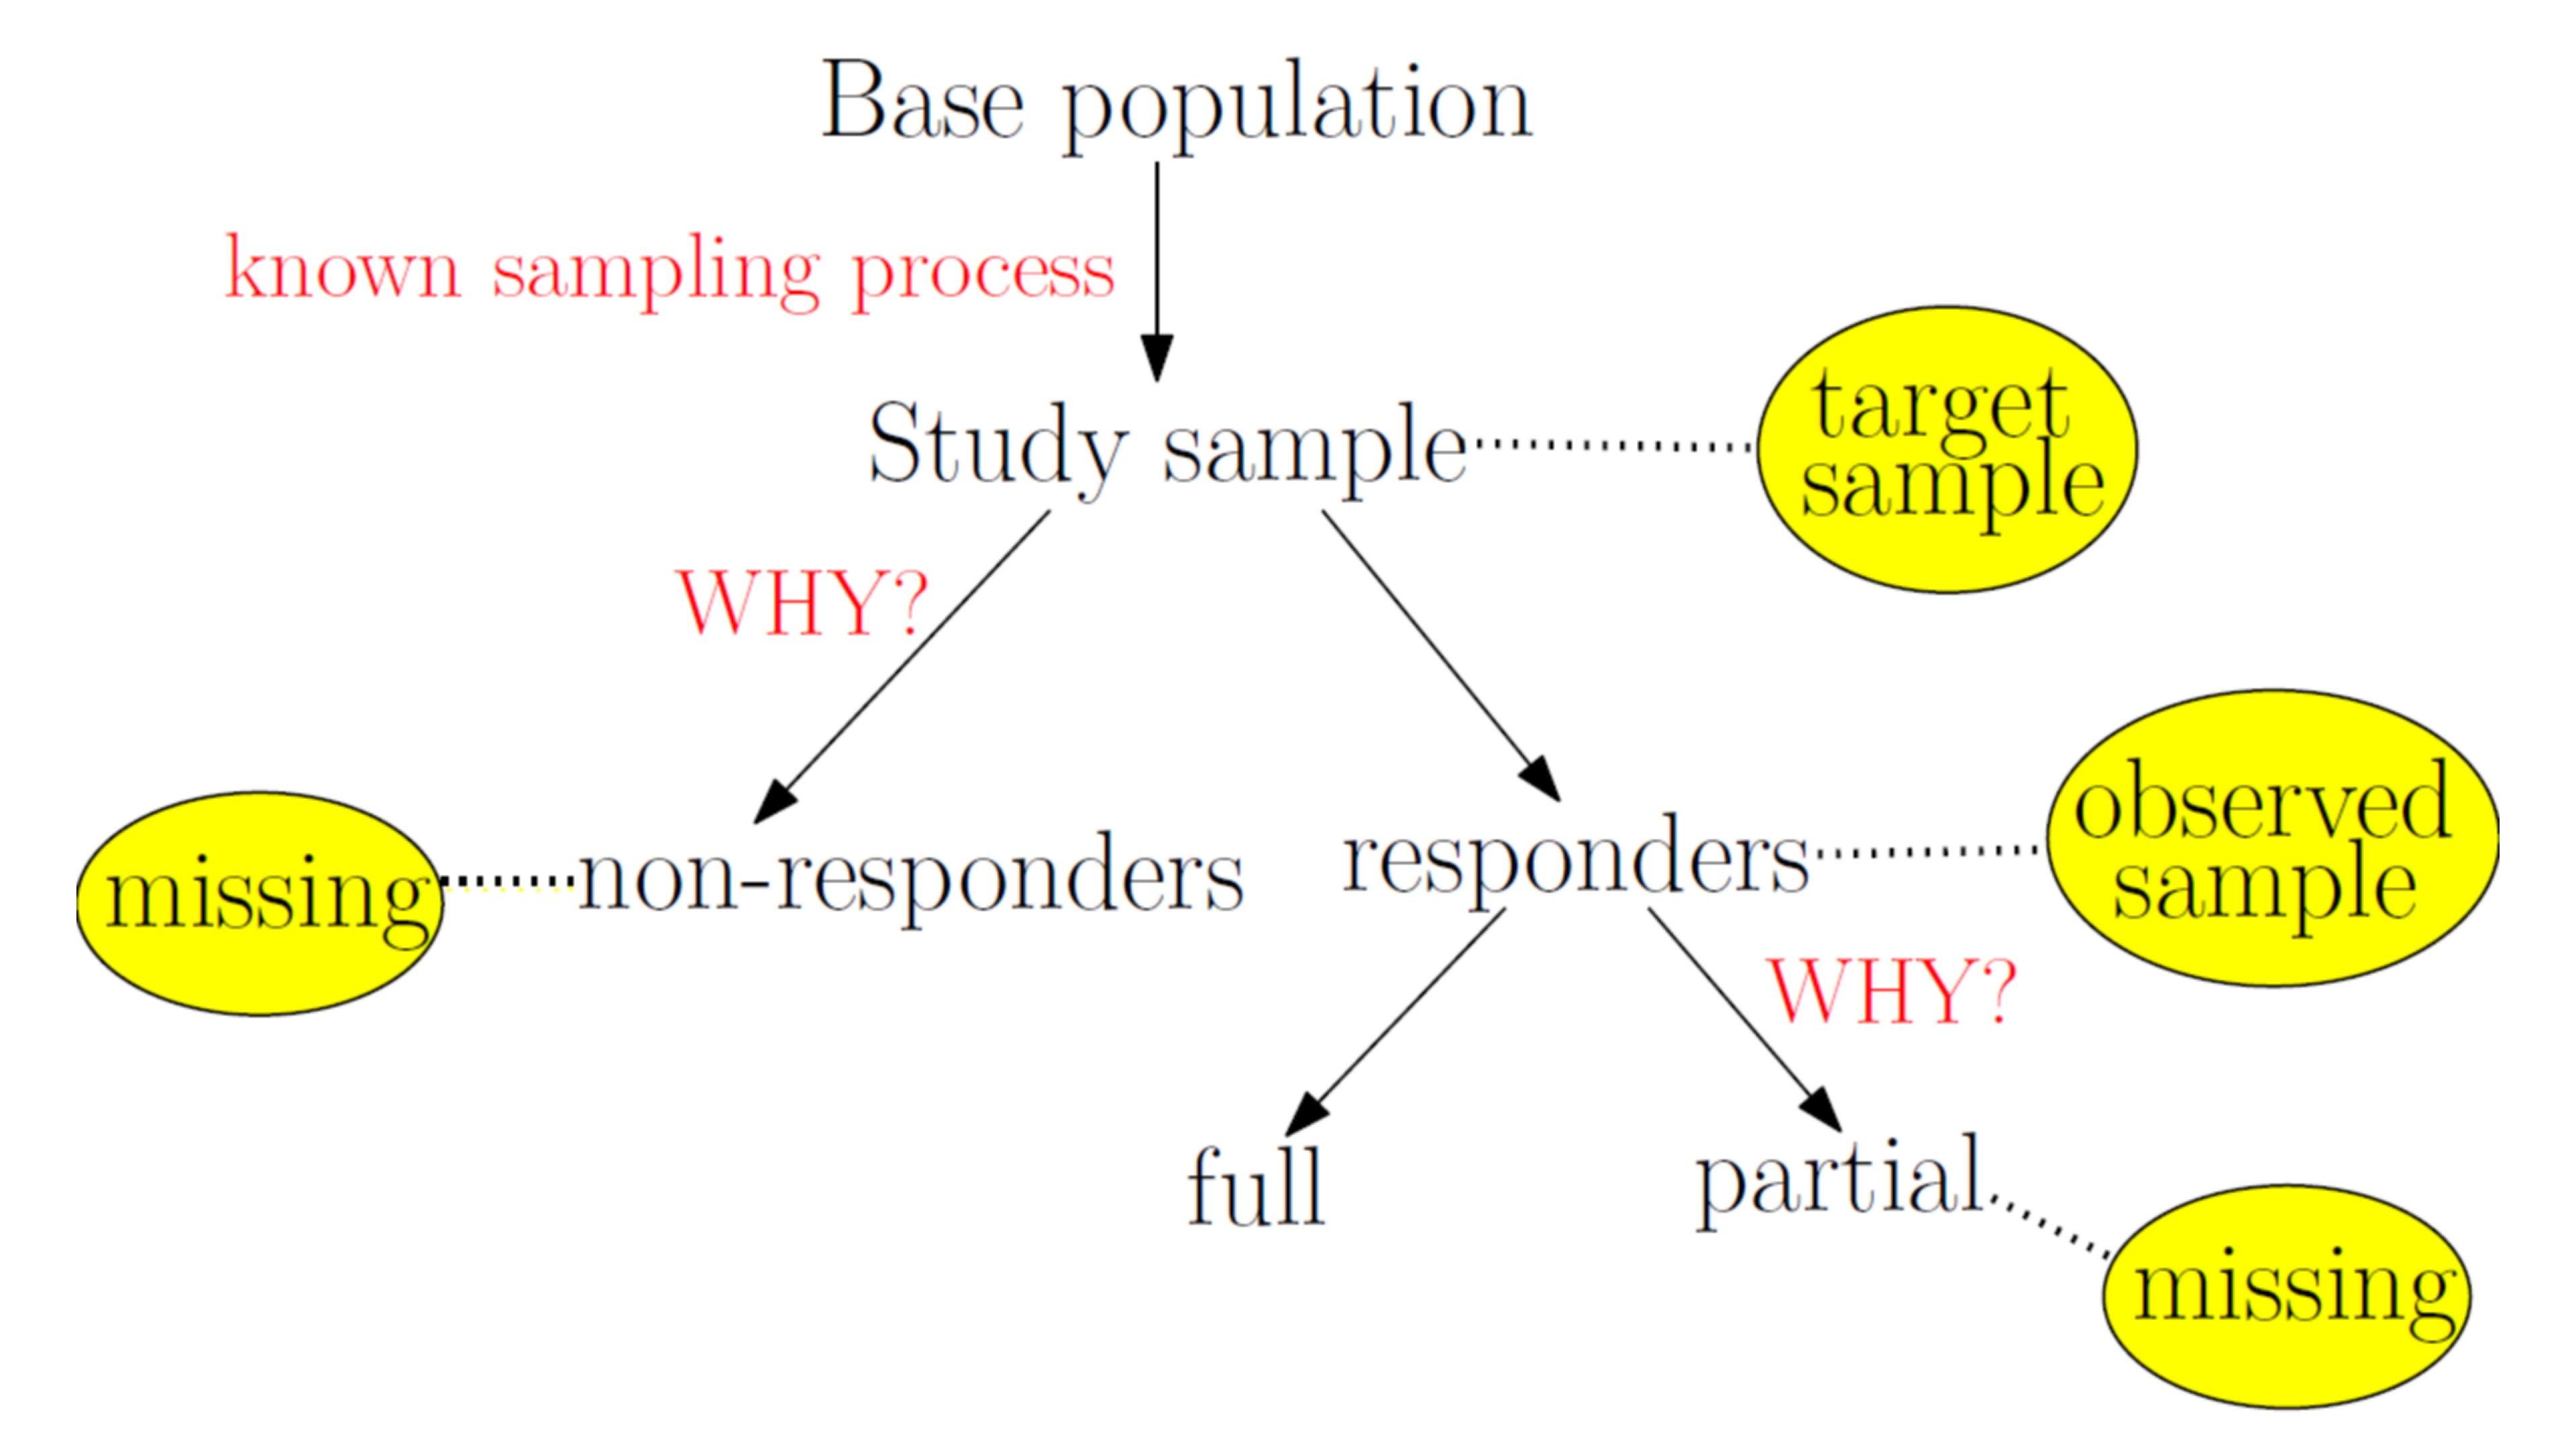 Base population
known sampling process
Study sample
target
sample
WHY?
missing
non-responders
responders
observed
sample
WHY?
full
partial
missing